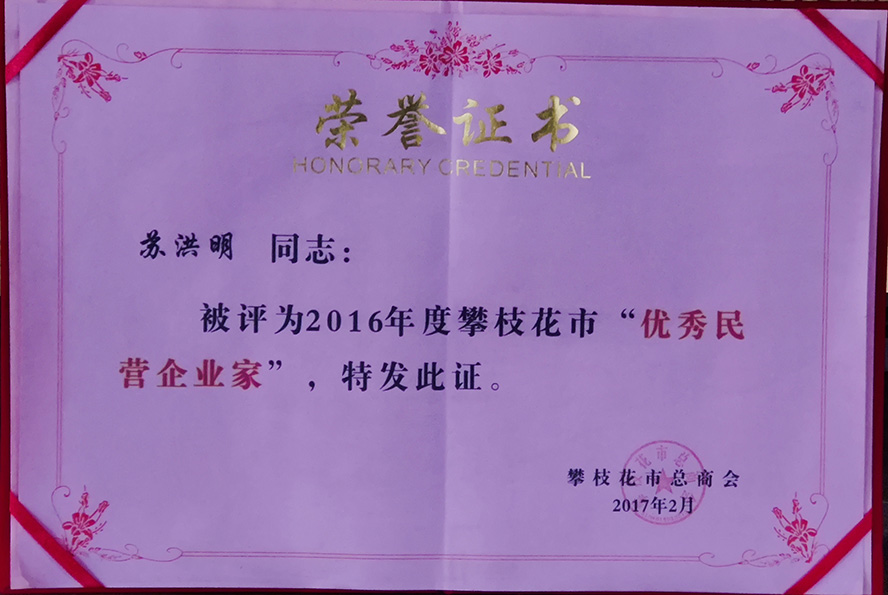 荣誉证书
HONORARY CREDENTIAL
苏洪明 同志：
被评为2016年度攀枝花市“优秀民
营企业家”，特发此证。
攀枝花市总商会
2017年2月